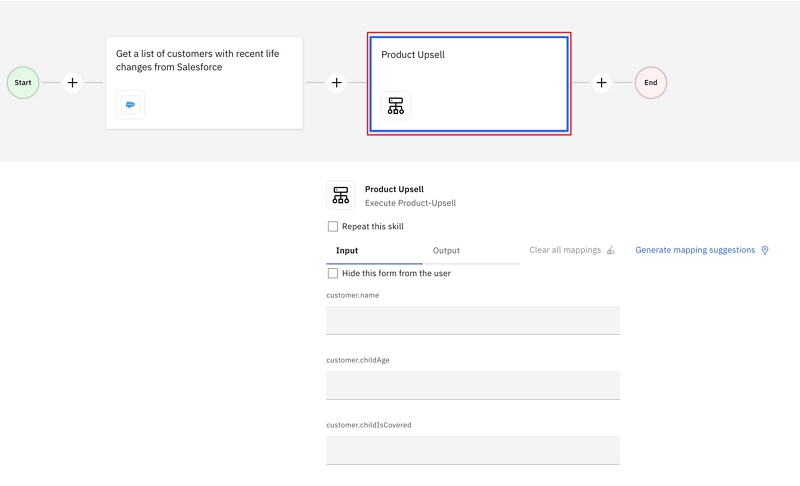 Get a list of customers with recent life
changes from Salesforce
Product Upsell
Start
End
Product Upsell
Execute Product-Upsell
Repeat this skill
Input
Output
Clear all mappings
Generate mapping suggestions
Hide this form from the user
customer.name
customer.childAge
customer.childIsCovered